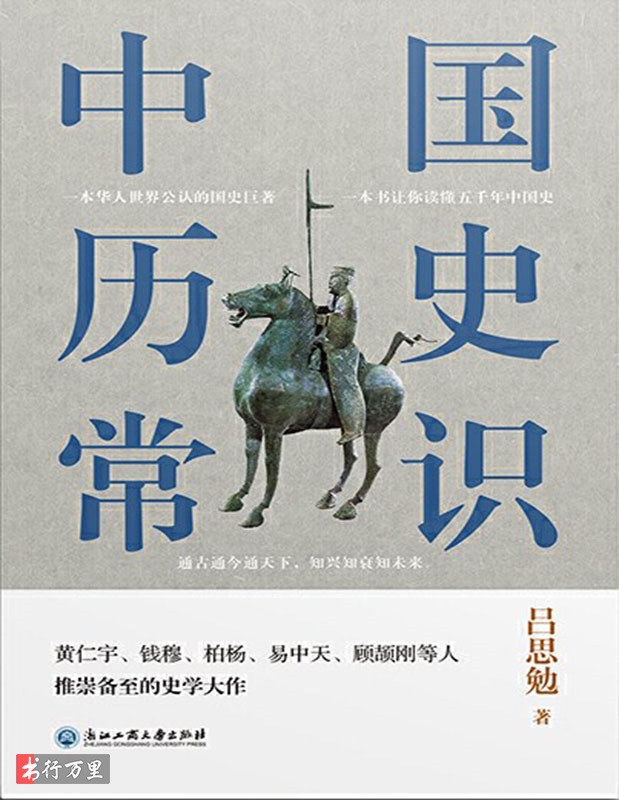 中国
一本华人世界公认的国史巨著
一本书让你读懂五千年中国史
历史
常识
通古通今通天下，知兴知衰知未来。
吕思勉 著
黄仁宇、钱穆、柏杨、易中天、顾颉刚等人
推崇备至的史学大作
浙江工商大学出版社
ZHEJIANG GONGSHANG UNIVERSITY PRESS
书行万里